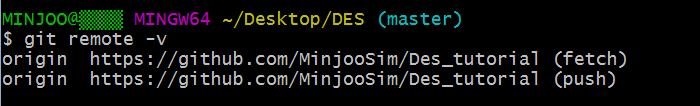 MINJOO@ MINGW64 ~/Desktop/DES (master)
$ git remote -v
origin  https://github.com/MinjooSim/Des_tutorial (fetch)
origin  https://github.com/MinjooSim/Des_tutorial (push)